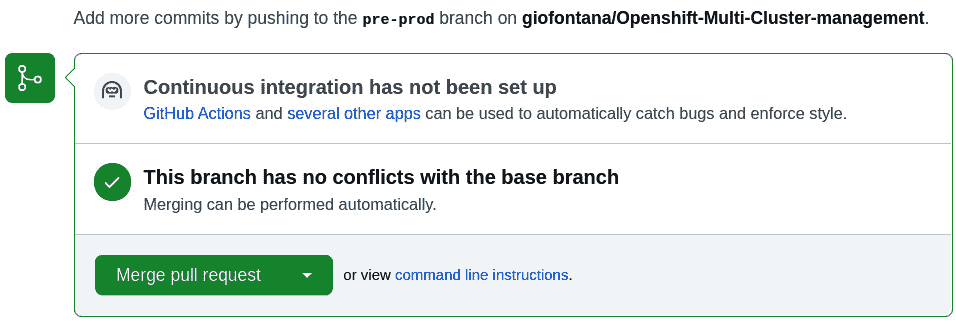 Add more commits by pushing to the pre-prod branch on giofontana/Openshift-Multi-Cluster-management.
Continuous integration has not been set up
GitHub Actions and several other apps can be used to automatically catch bugs and enforce style.
This branch has no conflicts with the base branch
Merging can be performed automatically.
Merge pull request or view command line instructions.